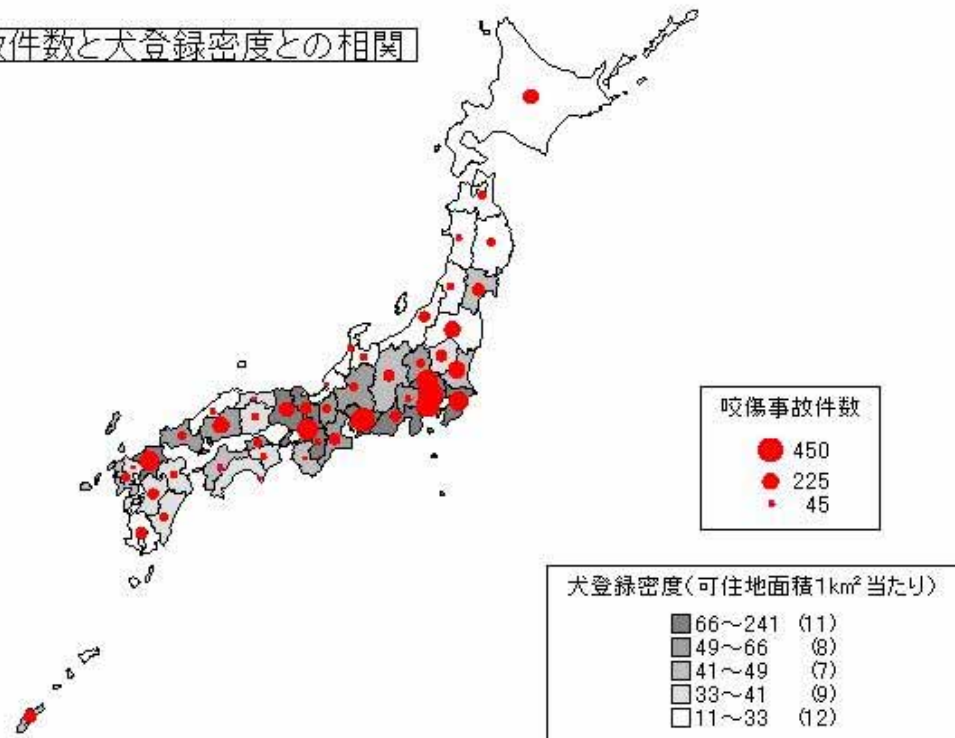 件数と犬登録密度との相関
咬傷事故件数
450
225
45
犬登録密度(可住地面積1km²当たり)
66～241 (11)
49～66 (8)
41～49 (7)
33～41 (9)
11～33 (12)